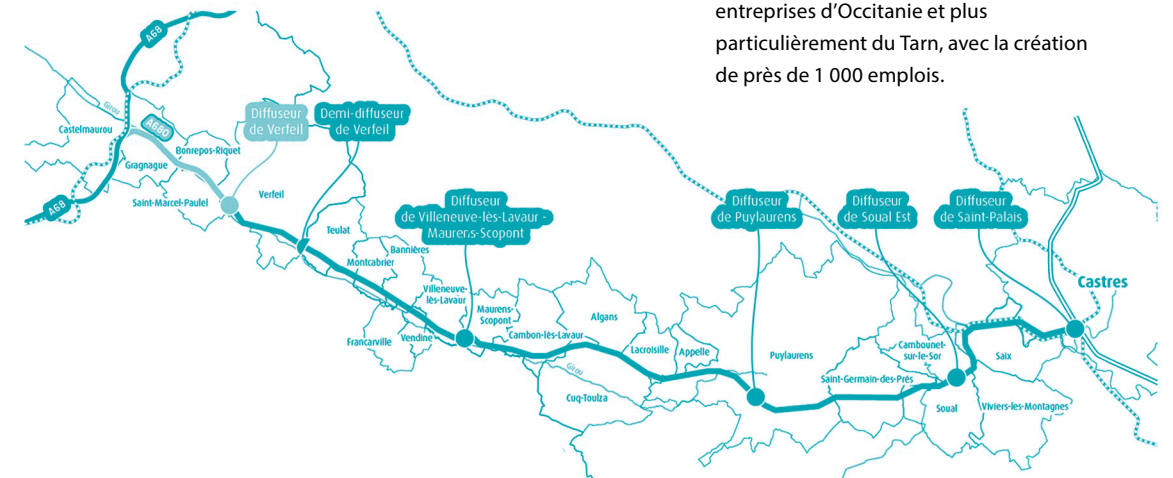 entreprises d’Occitanie et plus
particulièrement du Tarn, avec la création
de près de 1 000 emplois.
A68
Girou
Castelmaurou
A680
Gragnague
Bonrepos-Riquet
Diffuseur
de Verfeil
Demi-diffuseur
de Verfeil
A68
Saint-Marcel-Paulel
Verfeil
Teulat
Bannières
Montcabrier
Villeneuve-
lès-Lavaur
Francarville
Vendine
Diffuseur
de Villeneuve-lès-Lavaur -
Maurens-Scopont
Maurens-
Scopont
Cambon-lès-Lavaur
Algans
Girou
Cuq-Toulza
Lacroisille
Appelle
Diffuseur
de Puylaurens
Puylaurens
Diffuseur
de Soual Est
Diffuseur
de Saint-Palais
Castres
Cambounet-
sur-le-Sor
Saix
Saint-Germain-des-Prés
Soual
Viviers-les-Montagnes